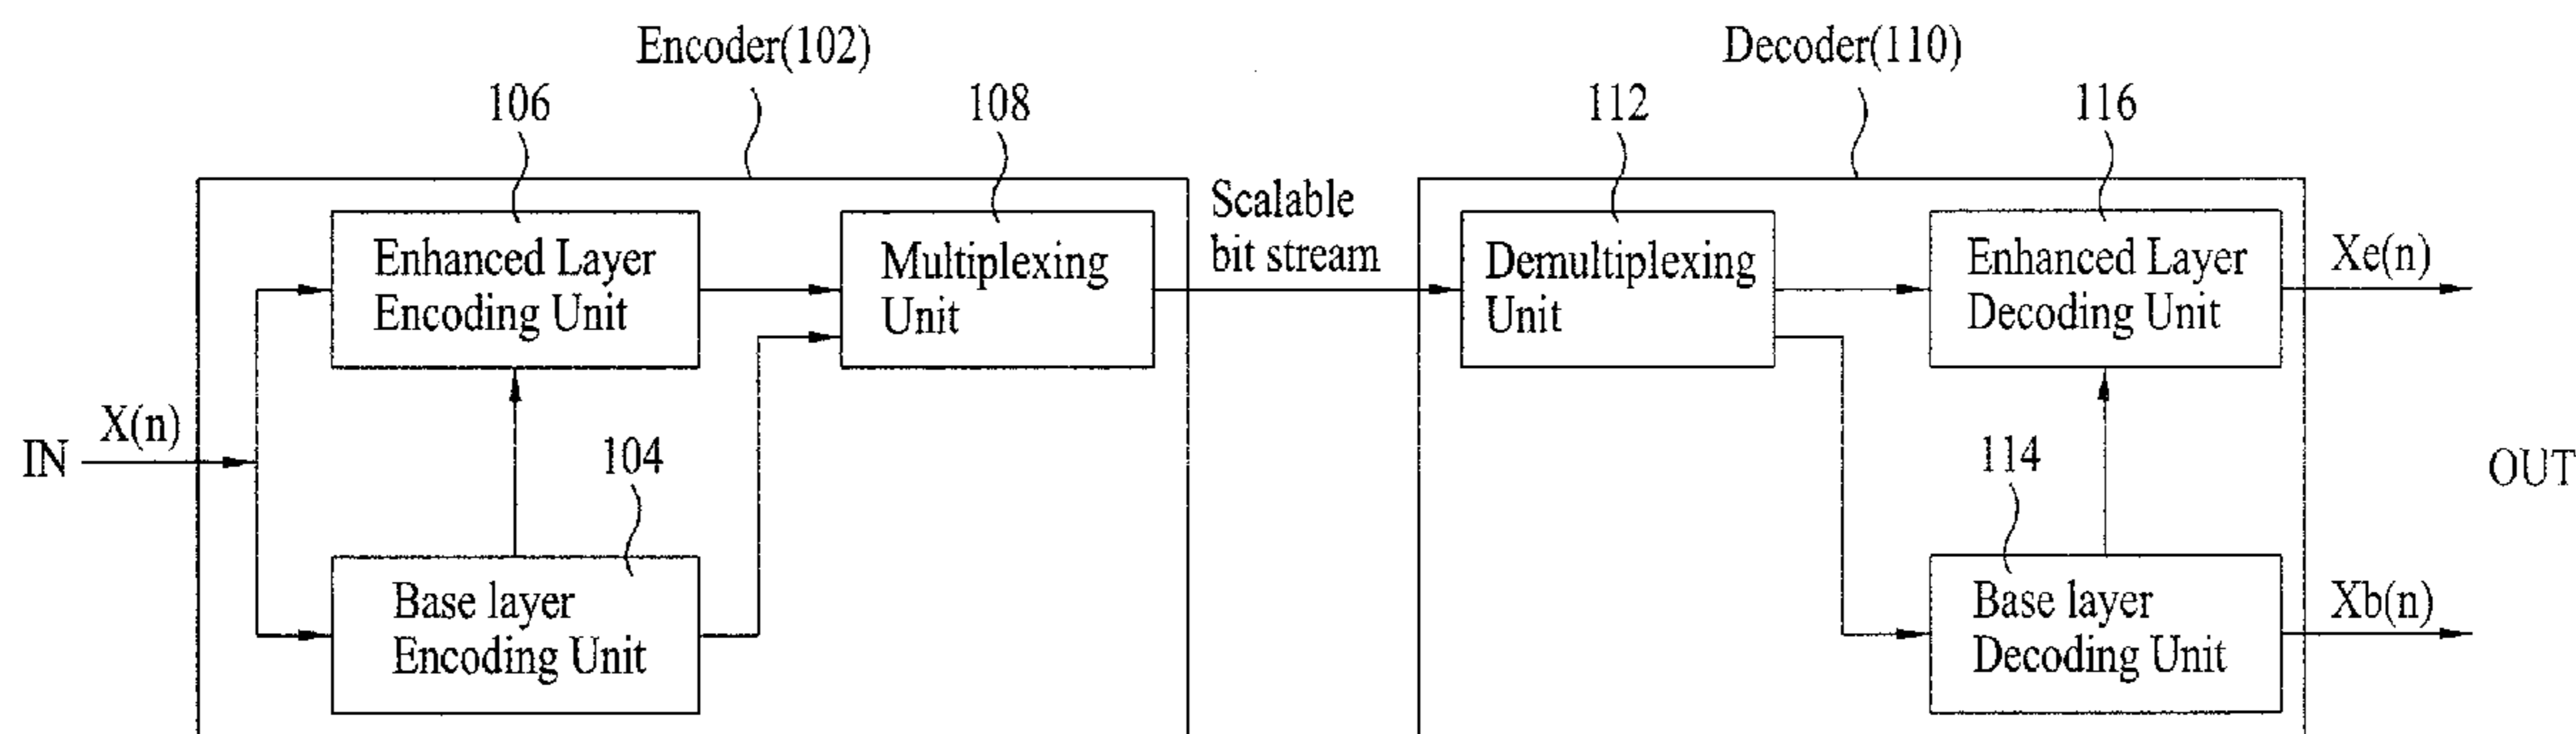 Encoder(102)
Decoder(110)
106
108
112
116
Enhanced Layer
Encoding Unit
Multiplexing
Unit
Scalable
bit stream
Demultiplexing
Unit
Enhanced Layer
Decoding Unit
Xe(n)
IN
X(n)
104
114
OUT
Base layer
Encoding Unit
Base layer
Decoding Unit
Xb(n)